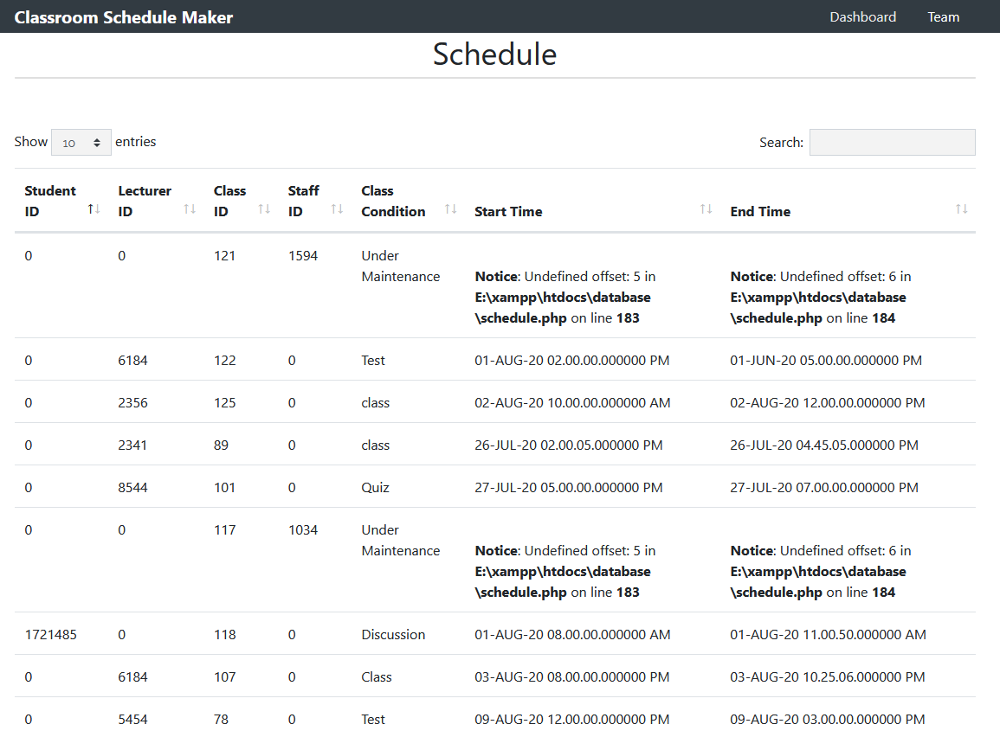 Classroom Schedule Maker Dashboard Team
Schedule
Show 10 entries Search:
Student ID Lecturer ID Class ID Staff ID Class Condition Start Time End Time
0 0 121 1594 Under Maintenance Notice: Undefined offset: 5 in E:\xampp\htdocs\database\schedule.php on line 183 Notice: Undefined offset: 6 in E:\xampp\htdocs\database\schedule.php on line 184
0 6184 122 0 Test 01-AUG-20 02.00.00.000000 PM 01-JUN-20 05.00.00.000000 PM
0 2356 125 0 class 02-AUG-20 10.00.00.000000 AM 02-AUG-20 12.00.00.000000 PM
0 2341 89 0 class 26-JUL-20 02.00.05.000000 PM 26-JUL-20 04.45.05.000000 PM
0 8544 101 0 Quiz 27-JUL-20 05.00.00.000000 PM 27-JUL-20 07.00.00.000000 PM
0 0 117 1034 Under Maintenance Notice: Undefined offset: 5 in E:\xampp\htdocs\database\schedule.php on line 183 Notice: Undefined offset: 6 in E:\xampp\htdocs\database\schedule.php on line 184
1721485 0 118 0 Discussion 01-AUG-20 08.00.00.000000 AM 01-AUG-20 11.00.50.000000 AM
0 6184 107 0 Class 03-AUG-20 08.00.00.000000 PM 03-AUG-20 10.25.06.000000 PM
0 5454 78 0 Test 09-AUG-20 12.00.00.000000 PM 09-AUG-20 03.00.00.000000 PM